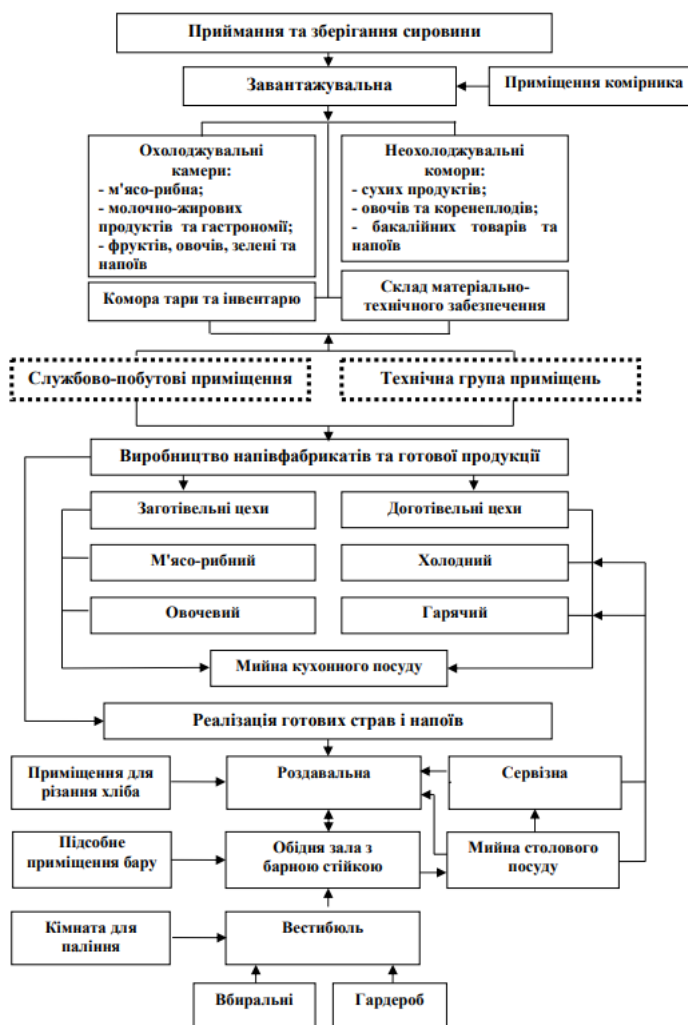 Приймання та зберігання сировини
Завантажувальна
Приміщення комірника
Охолоджувальні
камери:
- м'ясо-рибна;
- молочно-жирових
продуктів та гастрономії;
- фруктів, овочів, зелені та
напоїв
Неохолоджувальні
комори:
- сухих продуктів;
- овочів та коренеплодів;
- бакалійних товарів та
напоїв
Комора тари та інвентарю
Склад матеріально-
технічного забезпечення
Службово-побутові приміщення
Технічна група приміщень
Виробництво напівфабрикатів та готової продукції
Заготівельні цехи
Доготівельні цехи
М'ясо-рибний
Холодний
Овочевий
Гарячий
Мийна кухонного посуду
Реалізація готових страв і напоїв
Приміщення для
різання хліба
Роздавальна
Сервізна
Підсобне
приміщення бару
Обідня зала з
барною стійкою
Мийна столового
посуду
Кімната для
паління
Вестибюль
Вбиральні
Гардероб